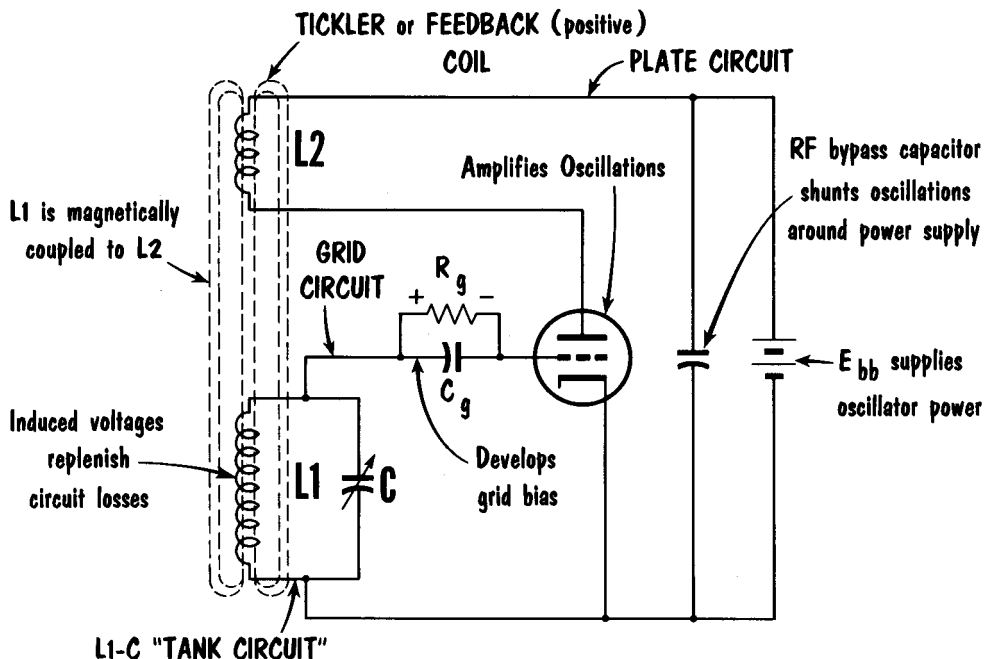 TICKLER or FEEDBACK (positive)
COIL
PLATE CIRCUIT
L2
Amplifies Oscillations
RF bypass capacitor
shunts oscillations
around power supply
L1 is magnetically
coupled to L2
GRID
CIRCUIT
R g
+ -
C g
E bb supplies
oscillator power
Induced voltages
replenish
circuit losses
L1
C
Develops
grid bias
L1-C "TANK CIRCUIT"